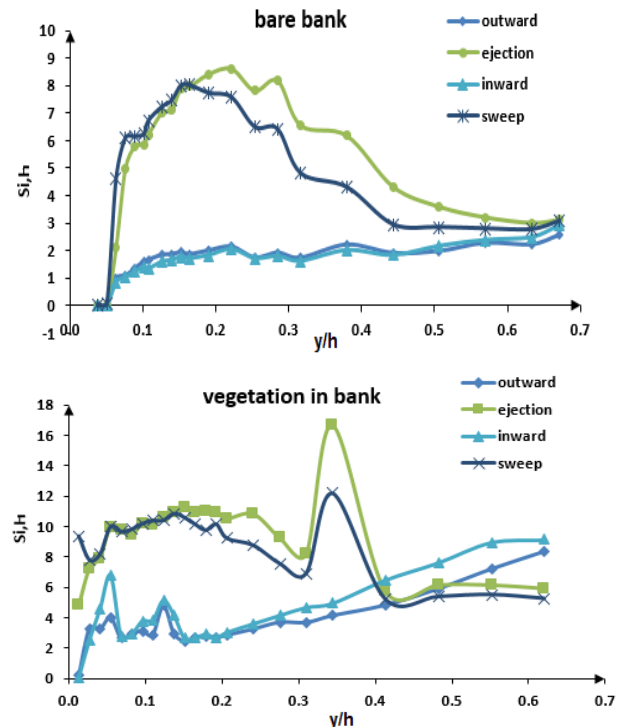 bare bank
outward
ejection
inward
sweep
Si,H
10
9
8
7
6
5
4
3
2
1
0
-1
0.0
0.1
0.2
0.3
0.4
0.5
0.6
0.7
y/h
vegetation in bank
outward
ejection
inward
sweep
Si,H
18
16
14
12
10
8
6
4
2
0
0.0
0.1
0.2
0.3
0.4
0.5
0.6
0.7
y/h